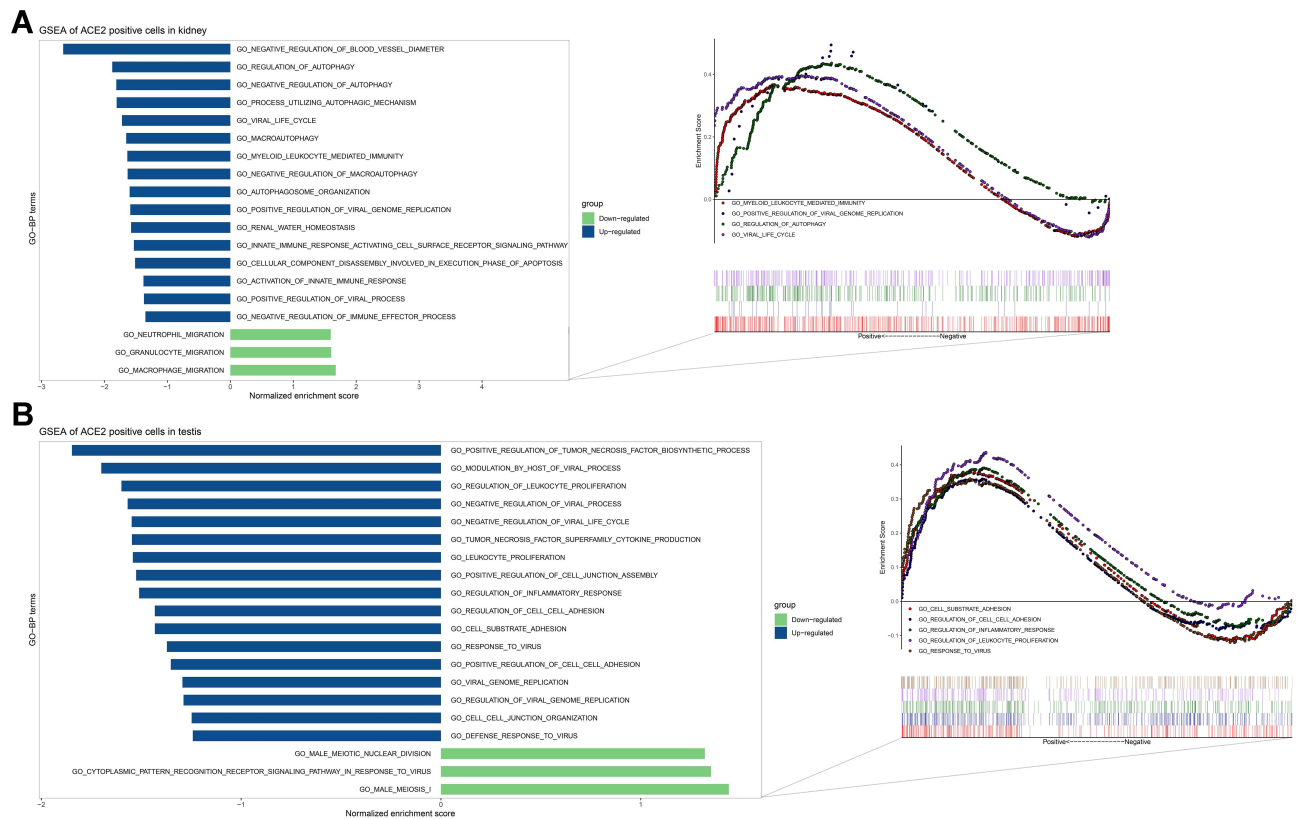 A
GSEA of ACE2 positive cells in kidney
GO-BP terms
GO_NEGATIVE_REGULATION_OF_BLOOD_VESSEL_DIAMETER
GO_REGULATION_OF_AUTOPHAGY
GO_NEGATIVE_REGULATION_OF_AUTOPHAGY
GO_PROCESS_UTILIZING_AUTOPHAGIC_MECHANISM
GO_VIRAL_LIFE_CYCLE
GO_MACROAUTOPHAGY
GO_MYELOID_LEUKOCYTE_MEDIATED_IMMUNITY
GO_NEGATIVE_REGULATION_OF_MACROAUTOPHAGY
GO_AUTOPHAGOSOME_ORGANIZATION
GO_POSITIVE_REGULATION_OF_VIRAL_GENOME_REPLICATION
GO_RENAL_WATER_HOMEOSTASIS
GO_INNATE_IMMUNE_RESPONSE_ACTIVATING_CELL_SURFACE_RECEPTOR_SIGNALING_PATHWAY
GO_CELLULAR_COMPONENT_DISASSEMBLY_INVOLVED_IN_EXECUTION_PHASE_OF_APOPTOSIS
GO_ACTIVATION_OF_INNATE_IMMUNE_RESPONSE
GO_POSITIVE_REGULATION_OF_VIRAL_PROCESS
GO_NEGATIVE_REGULATION_OF_IMMUNE_EFFECTOR_PROCESS
GO_NEUTROPHIL_MIGRATION
GO_GRANULOCYTE_MIGRATION
GO_MACROPHAGE_MIGRATION
−3 −2 −1 0 1 2 3 4
Normalized enrichment score
group
Down-regulated
Up-regulated
Enrichment Score
0.4
0.2
0.0
GO_MYELOID_LEUKOCYTE_MEDIATED_IMMUNITY
GO_POSITIVE_REGULATION_OF_VIRAL_GENOME_REPLICATION
GO_REGULATION_OF_AUTOPHAGY
GO_VIRAL_LIFE_CYCLE
Positive<--------------Negative
B
GSEA of ACE2 positive cells in testis
GO-BP terms
GO_POSITIVE_REGULATION_OF_TUMOR_NECROSIS_FACTOR_BIOSYNTHETIC_PROCESS
GO_MODULATION_BY_HOST_OF_VIRAL_PROCESS
GO_REGULATION_OF_LEUKOCYTE_PROLIFERATION
GO_NEGATIVE_REGULATION_OF_VIRAL_PROCESS
GO_NEGATIVE_REGULATION_OF_VIRAL_LIFE_CYCLE
GO_TUMOR_NECROSIS_FACTOR_SUPERFAMILY_CYTOKINE_PRODUCTION
GO_LEUKOCYTE_PROLIFERATION
GO_POSITIVE_REGULATION_OF_CELL_JUNCTION_ASSEMBLY
GO_REGULATION_OF_INFLAMMATORY_RESPONSE
GO_REGULATION_OF_CELL_CELL_ADHESION
GO_CELL_SUBSTRATE_ADHESION
GO_RESPONSE_TO_VIRUS
GO_POSITIVE_REGULATION_OF_CELL_CELL_ADHESION
GO_VIRAL_GENOME_REPLICATION
GO_REGULATION_OF_VIRAL_GENOME_REPLICATION
GO_CELL_CELL_JUNCTION_ORGANIZATION
GO_DEFENSE_RESPONSE_TO_VIRUS
GO_MALE_MEIOTIC_NUCLEAR_DIVISION
GO_CYTOPLASMIC_PATTERN_RECOGNITION_RECEPTOR_SIGNALING_PATHWAY_IN_RESPONSE_TO_VIRUS
GO_MALE_MEIOSIS_I
−2 −1 0 1
Normalized enrichment score
group
Down-regulated
Up-regulated
Enrichment Score
0.4
0.3
0.2
0.1
0.0
−0.1
GO_CELL_SUBSTRATE_ADHESION
GO_REGULATION_OF_CELL_CELL_ADHESION
GO_REGULATION_OF_INFLAMMATORY_RESPONSE
GO_REGULATION_OF_LEUKOCYTE_PROLIFERATION
GO_RESPONSE_TO_VIRUS
Positive<--------------Negative